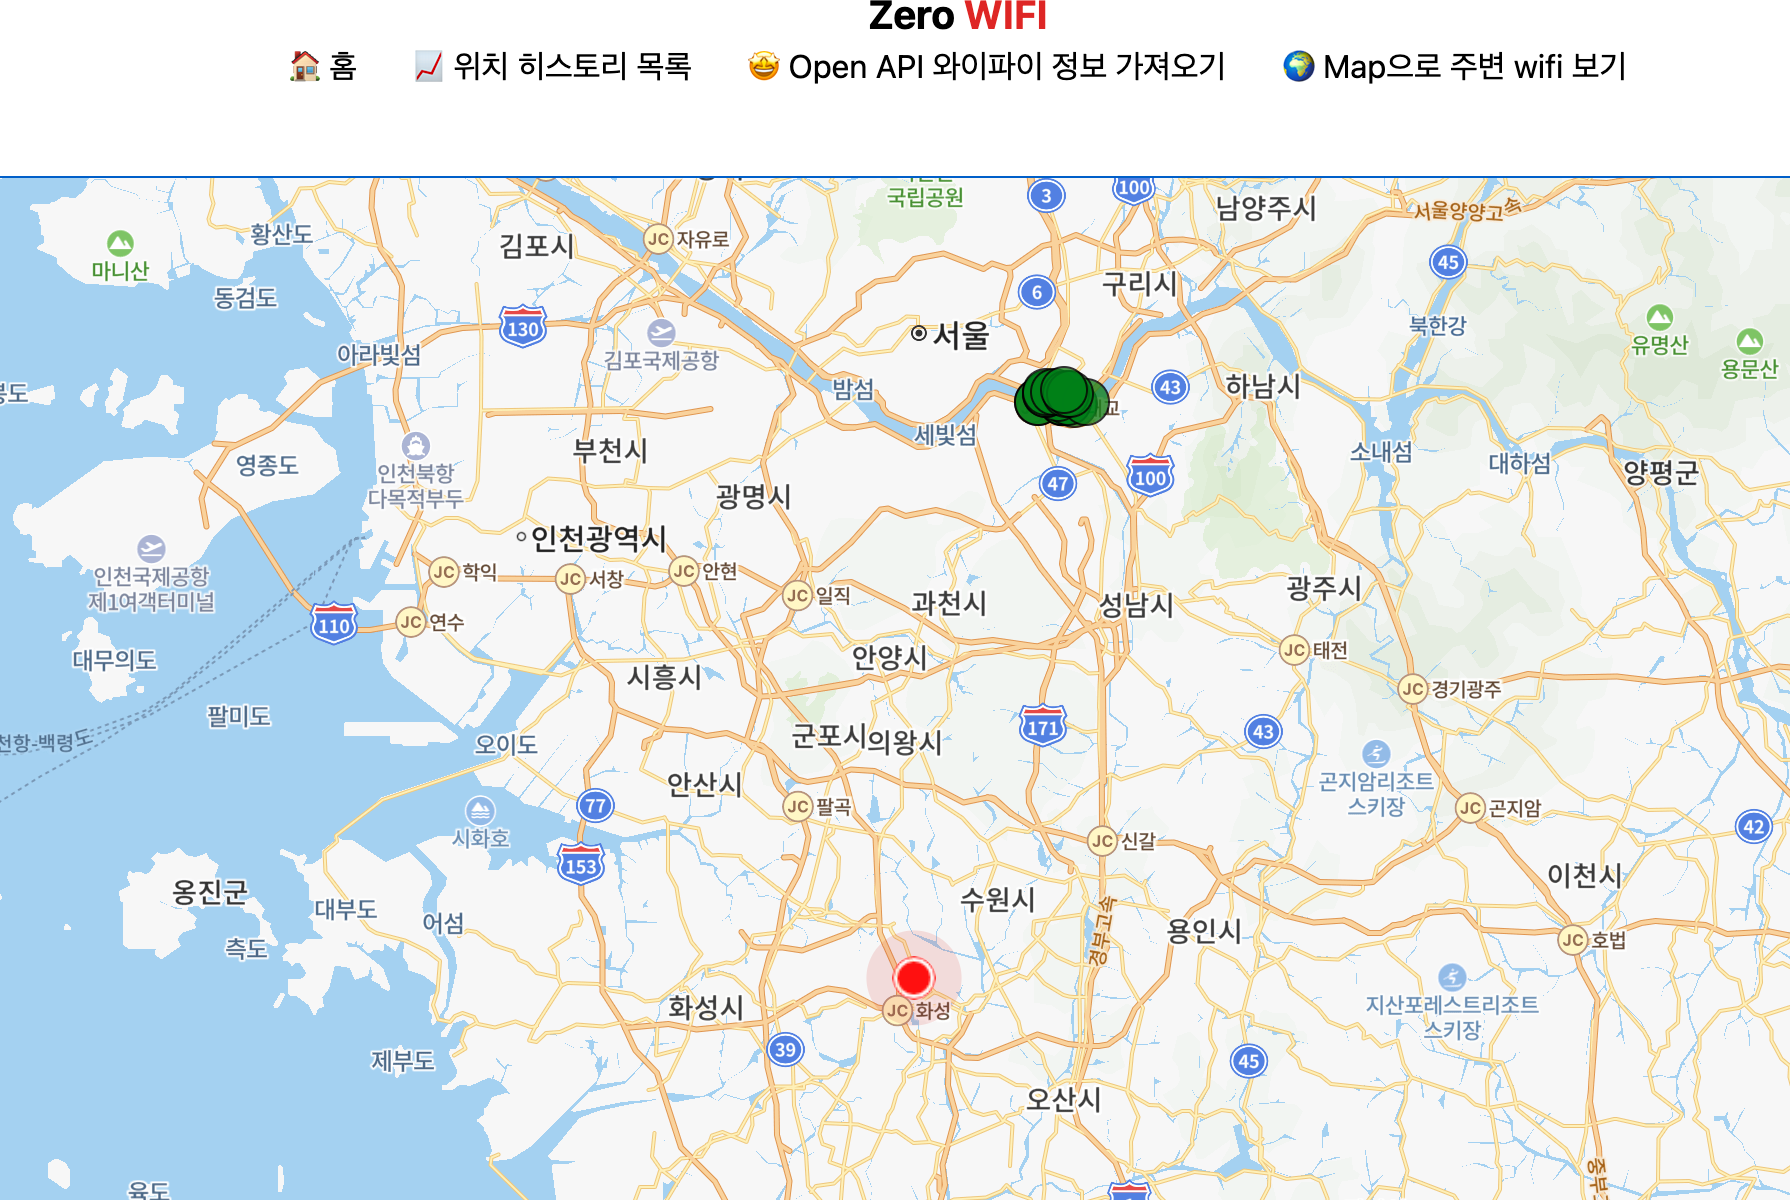 Zero WIFI
홈
위치 히스토리 목록
Open API 와이파이 정보 가져오기
Map으로 주변 wifi 보기
국립공원
3
100
남양주시
서울양양고속
황산도
김포시
JC 자유로
45
마니산
동검도
6
구리시
130
서울
북한강
유명산
용문산
아라빛섬
김포국제공항
밤섬
43
하남시
세빛섬
부천시
소내섬
대하섬
양평군
영종도
인천북항
다목적부두
광명시
47
100
인천광역시
인천국제공항
제1여객터미널
JC 학익
JC 서창
JC 안현
JC 일직
과천시
성남시
광주시
110
JC 연수
JC 태전
대무의도
안양시
시흥시
JC 경기광주
팔미도
천항-백령도
오이도
군포시
의왕시
171
43
곤지암리조트
스키장
안산시
77
JC 팔곡
JC 곤지암
42
시화호
JC 신갈
153
이천시
옹진군
대부도
어섬
수원시
경부고속
용인시
JC 호법
측도
화성시
JC 화성
지산포레스트리조트
스키장
제부도
39
45
오산시
중부
육도